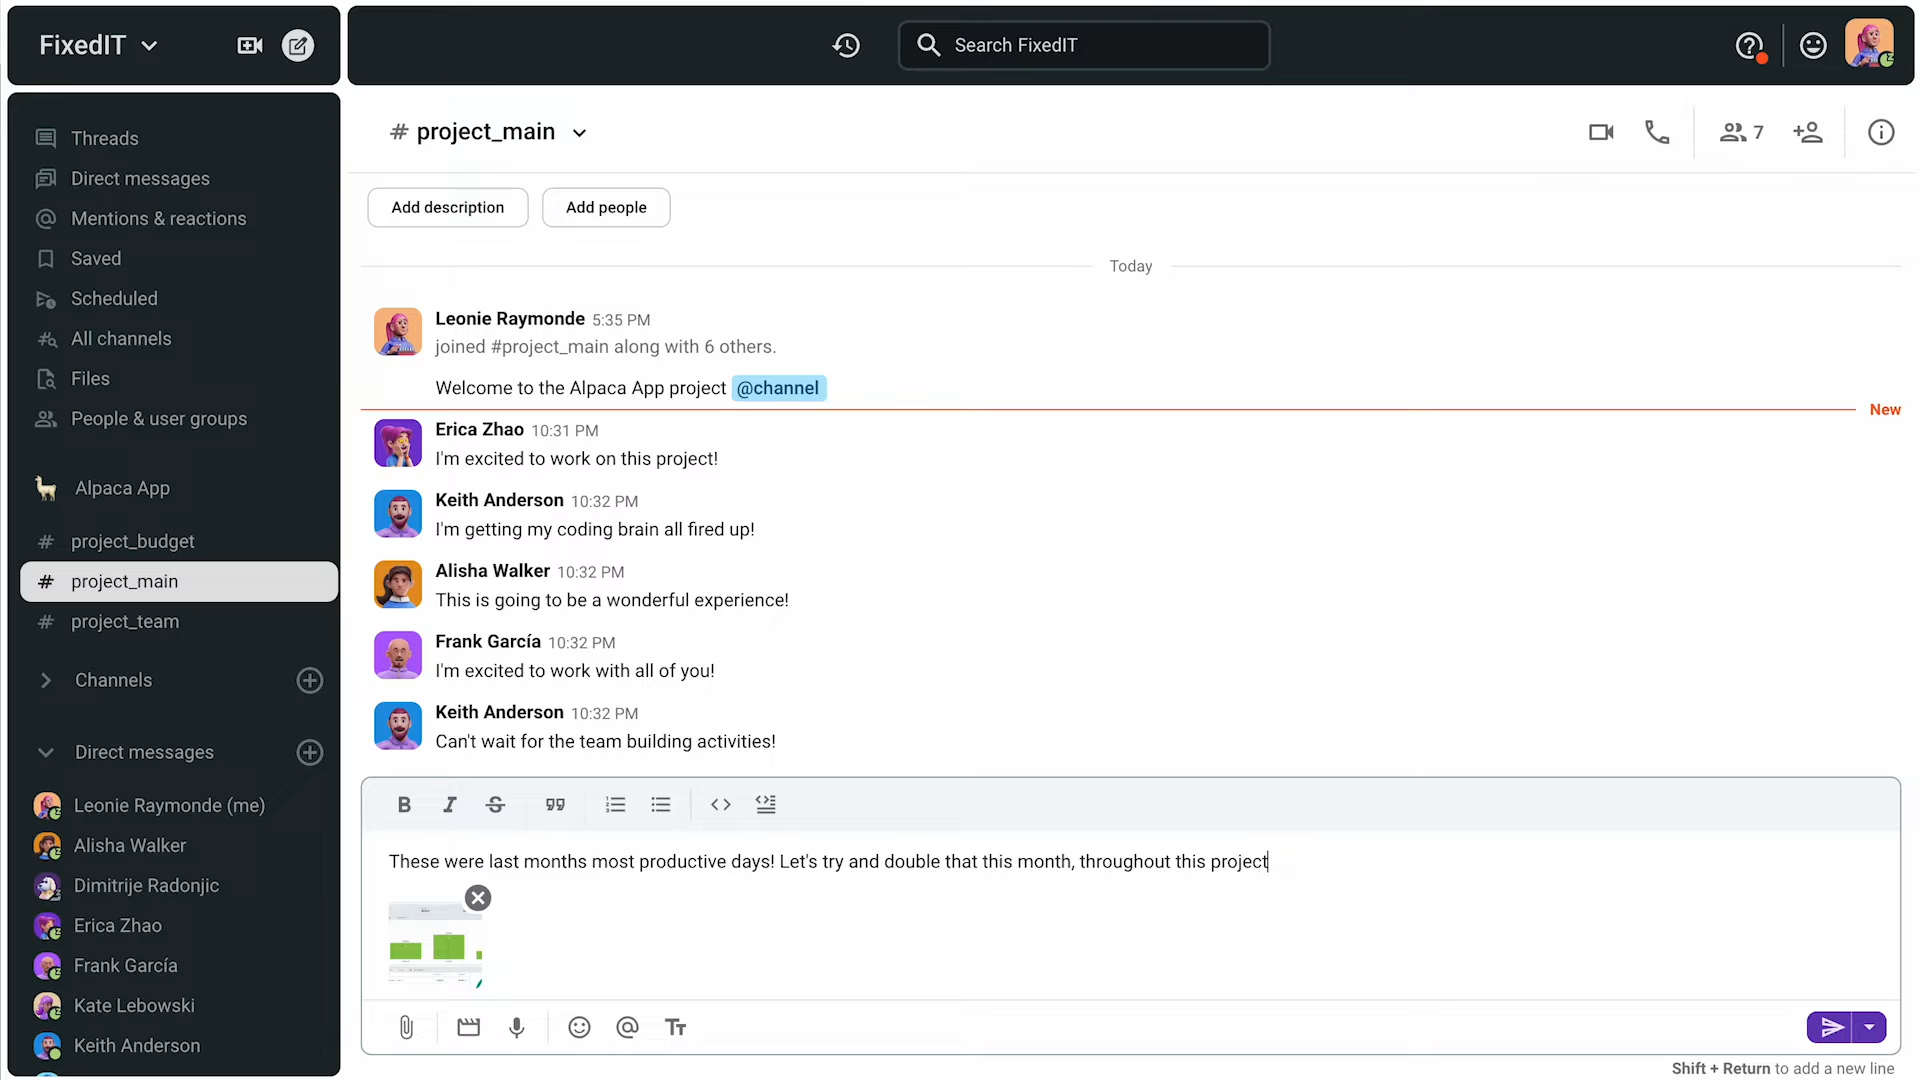 FixedIT
Search FixedIT
Threads
Direct messages
Mentions & reactions
Saved
Scheduled
All channels
Files
People & user groups
Alpaca App
# project_budget
# project_main
# project_team
Channels
Direct messages
Leonie Raymonde (me)
Alisha Walker
Dimitrije Radonjic
Erica Zhao
Frank García
Kate Lebowski
Keith Anderson
# project_main
7
Add description
Add people
Today
Leonie Raymonde 5:35 PM
joined #project_main along with 6 others.
Welcome to the Alpaca App project @channel
New
Erica Zhao 10:31 PM
I'm excited to work on this project!
Keith Anderson 10:32 PM
I'm getting my coding brain all fired up!
Alisha Walker 10:32 PM
This is going to be a wonderful experience!
Frank García 10:32 PM
I'm excited to work with all of you!
Keith Anderson 10:32 PM
Can't wait for the team building activities!
These were last months most productive days! Let's try and double that this month, throughout this project
Shift + Return to add a new line